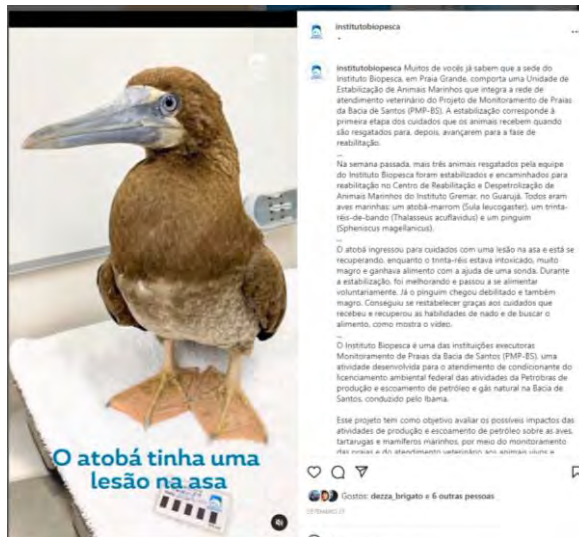 institutobiopesca
institutobiopesca Muitos de vocês já sabem que a sede do
Instituto Biopesca, em Praia Grande, comporta uma Unidade de
Estabilização de Animais Marinhos que integra a rede de
atendimento veterinário do Projeto de Monitoramento de Praias
da Bacia de Santos (PMP-BS). A estabilização corresponde à
primeira etapa dos cuidados que os animais recebem quando
são resgatados para, depois, avançarem para a fase de
reabilitação.
...
Na semana passada, mais três animais resgatados pela equipe
do Instituto Biopesca foram estabilizados e encaminhados para
reabilitação no Centro de Reabilitação e Despetrolização de
Animais Marinhos do Instituto Gremar, no Guarujá. Todos eram
aves marinhas: um atobá-marrom (Sula leucogaster), um trinta-
réis-de-bando (Thalasseus acuflavidus) e um pinguim
(Spheniscus magellanicus).
...
O atobá ingressou para cuidados com uma lesão na asa e está se
recuperando, enquanto o trinta-réis estava intoxicado, muito
magro e ganhava alimento com a ajuda de uma sonda. Durante
a estabilização, foi melhorando e passou a se alimentar
voluntariamente. Já o pinguim chegou debilitado e também
magro. Conseguiu se restabelecer graças aos cuidados que
recebeu e recuperou as habilidades de nado e de buscar o
alimento, como mostra o vídeo.
...
O Instituto Biopesca é uma das instituições executoras
Monitoramento de Praias da Bacia de Santos (PMP-BS), uma
atividade desenvolvida para o atendimento de condicionante do
licenciamento ambiental federal das atividades da Petrobras de
produção e escoamento de petróleo e gás natural na Bacia de
Santos, conduzido pelo Ibama.
Esse projeto tem como objetivo avaliar os possíveis impactos das
atividades de produção e escoamento de petróleo sobre as aves,
tartarugas e mamíferos marinhos, por meio do monitoramento
das praias e do atendimento veterinário aos animais vivos e
O atobá tinha uma
lesão na asa
Gostos: dezza_brigato e 6 outras pessoas